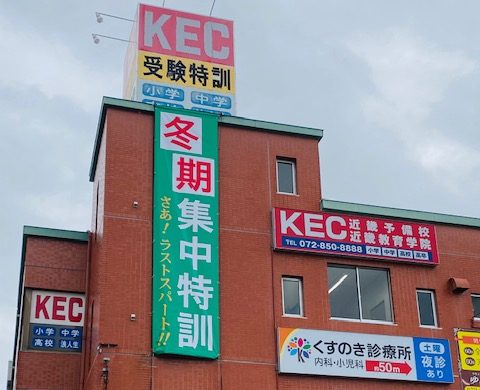 KEC
受験特訓
小学 中学
冬期集中特訓
さあ！ラストスパート!!
KEC 近畿予備校
近畿教育学院
TEL 072-850-8888 小学 中学 高校 高卒
KEC
小学 中学
高校 浪人生
くすのき診療所
内科・小児科 約50m
土曜
夜診
あり